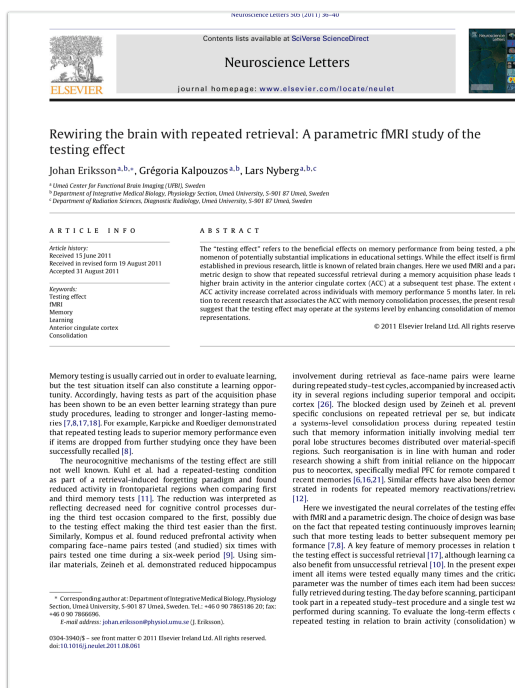 Neuroscience Letters 505 (2011) 36–40
Contents lists available at SciVerse ScienceDirect
Neuroscience Letters
journal homepage: www.elsevier.com/locate/neulet
ELSEVIER
Rewiring the brain with repeated retrieval: A parametric fMRI study of the
testing effect
Johan Eriksson a,b,∗, Grégoria Kalpouzos a,b, Lars Nyberg a,b,c
a Umeå Center for Functional Brain Imaging (UFBI), Sweden
b Department of Integrative Medical Biology, Physiology Section, Umeå University, S-901 87 Umeå, Sweden
c Department of Radiation Sciences, Diagnostic Radiology, Umeå University, S-901 87 Umeå, Sweden
ARTICLE INFO
Article history:
Received 15 June 2011
Received in revised form 19 August 2011
Accepted 31 August 2011
Keywords:
Testing effect
fMRI
Memory
Learning
Anterior cingulate cortex
Consolidation
ABSTRACT
The “testing effect” refers to the beneficial effects on memory performance from being tested, a phe
nomenon of potentially substantial implications in educational settings. While the effect is firml
established in previous research, little is known of related brain changes. Here we used fMRI and a para
metric design to show that repeated successful retrieval during a memory acquisition phase leads t
higher brain activity in the anterior cingulate cortex (ACC) at a subsequent test phase. The extent o
ACC activity increase correlated across individuals with memory performance 5 months later. In rela
tion to recent research that associates the ACC with memory consolidation processes, the present result
suggest that the testing effect may operate at the systems level by enhancing consolidation of memor
representations.
© 2011 Elsevier Ireland Ltd. All rights reserved
Memory testing is usually carried out in order to evaluate learning,
but the test situation itself can also constitute a learning oppor-
tunity. Accordingly, having tests as part of the acquisition phase
has been shown to be an even better learning strategy than pure
study procedures, leading to stronger and longer-lasting memo-
ries [7,8,17,18]. For example, Karpicke and Roediger demonstrated
that repeated testing leads to superior memory performance even
if items are dropped from further studying once they have been
successfully recalled [8].
The neurocognitive mechanisms of the testing effect are still
not well known. Kuhl et al. had a repeated-testing condition
as part of a retrieval-induced forgetting paradigm and found
reduced activity in frontoparietal regions when comparing first
and third memory tests [11]. The reduction was interpreted as
reflecting decreased need for cognitive control processes dur-
ing the third test occasion compared to the first, possibly due
to the testing effect making the third test easier than the first.
Similarly, Kompus et al. found reduced prefrontal activity when
comparing face–name pairs tested (and studied) six times with
pairs tested one time during a six-week period [9]. Using sim-
ilar materials, Zeineh et al. demonstrated reduced hippocampus
∗ Corresponding author at: Department of Integrative Medical Biology, Physiology
Section, Umeå University, S-901 87 Umeå, Sweden. Tel.: +46 0 90 7865186 20; fax:
+46 0 90 7866696.
E-mail address: johan.eriksson@physiol.umu.se (J. Eriksson).
0304-3940/$ – see front matter © 2011 Elsevier Ireland Ltd. All rights reserved.
doi:10.1016/j.neulet.2011.08.061
involvement during retrieval as face–name pairs were learne
during repeated study–test cycles, accompanied by increased activ
ity in several regions including superior temporal and occipita
cortex [26]. The blocked design used by Zeineh et al. prevent
specific conclusions on repeated retrieval per se, but indicate
a systems-level consolidation process during repeated testin
such that memory information initially involving medial tem
poral lobe structures becomes distributed over material-specifi
regions. Such reorganisation is in line with human and roden
research showing a shift from initial reliance on the hippocam
pus to neocortex, specifically medial PFC for remote compared t
recent memories [6,16,21]. Similar effects have also been demon
strated in rodents for repeated memory reactivations/retrieva
[12].
Here we investigated the neural correlates of the testing effec
with fMRI and a parametric design. The choice of design was base
on the fact that repeated testing continuously improves learning
such that more testing leads to better subsequent memory per
formance [7,8]. A key feature of memory processes in relation t
the testing effect is successful retrieval [17], although learning ca
also benefit from unsuccessful retrieval [10]. In the present exper
iment all items were tested equally many times and the critica
parameter was the number of times each item had been success
fully retrieved during testing. The day before scanning, participant
took part in a repeated study–test procedure and a single test wa
performed during scanning. To evaluate the long-term effects o
repeated testing in relation to brain activity (consolidation) w